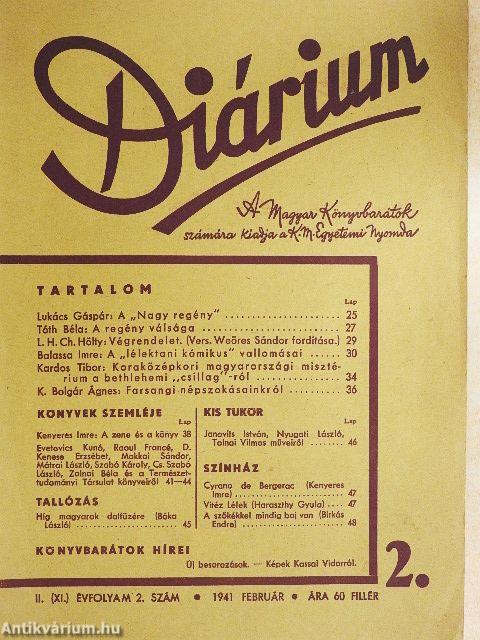 Diárium
A Magyar Könyvbarátok
számára kiadja a K. M. Egyetemi Nyomda
TARTALOM
Lap
Lukács Gáspár: A „Nagy regény" 25
Tóth Béla: A regény válsága 27
L. H. Ch. Hölty: Végrendelet. (Vers. Weöres Sándor fordítása.) 29
Balassa Imre: A „lélektani kómikus" vallomásai 30
Kardos Tibor: Koraközépkori magyarországi misztérium
a bethlehemi „csillag"-ról 34
K. Bolgár Ágnes: Farsangi népszokásainkról 36
KÖNYVEK SZEMLÉJE
Lap
Kenyeres Imre: A zene és a könyv 38
Evetovics Kunó, Raoul Francé, D.
Kenese Erzsébet, Makkai Sándor,
Mátrai László, Szabó Károly, Cs. Szabó
László, Zolnai Béla és a Természet-
tudományi Társulat könyveiről 41—44
TALLÓZÁS
Híg magyarok dalfüzére (Bóka
László) 45
KIS TÜKÖR
Lap
Janovits István, Nyugati László,
Tolnai Vilmos műveiről 46
SZÍNHÁZ
Cyrano de Bergerac (Kenyeres
Imre) 47
Vitéz Lélek (Haraszthy Gyula) 47
A szőkékkel mindig baj van (Birkás
Endre) 48
KÖNYVBARÁTOK HÍREI
Új besorozások. — Képek Kassai Vidorról.
2.
II. (XI.) ÉVFOLYAM 2. SZÁM • 1941 FEBRUÁR • ÁRA 60 FILLÉR
Antikvárium.hu